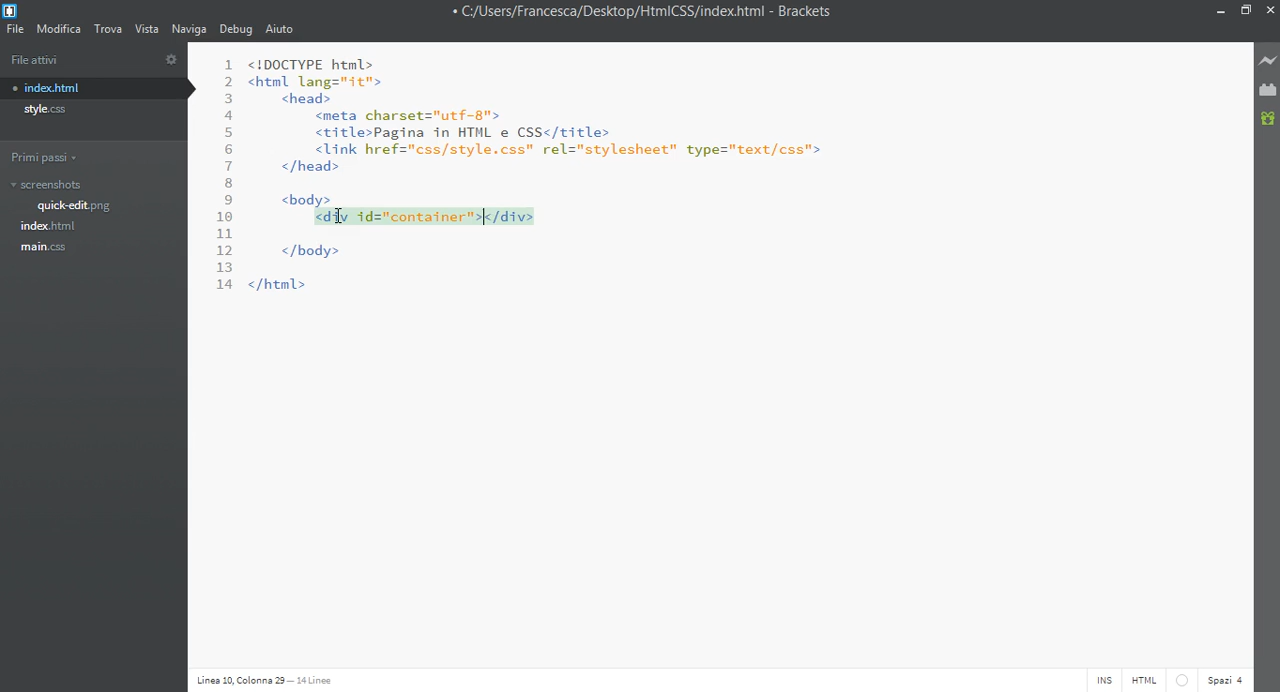 • C:/Users/Francesca/Desktop/HtmlCSS/index.html - Brackets
File Modifica Trova Vista Naviga Debug Aiuto
File attivi
• index.html
style.css
Primi passi
screenshots
quick-edit.png
index.html
main.css
1 <!DOCTYPE html>
2 <html lang="it">
3 <head>
4 <meta charset="utf-8">
5 <title>Pagina in HTML e CSS</title>
6 <link href="css/style.css" rel="stylesheet" type="text/css">
7 </head>
8
9 <body>
10 <div id="container"></div>
11
12 </body>
13
14 </html>
Linea 10, Colonna 29 — 14 Linee INS HTML Spazi 4